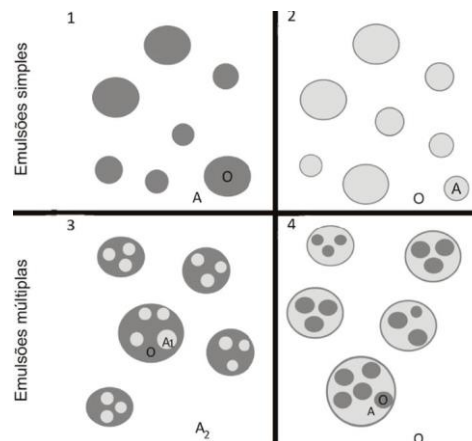 Emulsões simples
1
O
A
2
A
O
Emulsões múltiplas
3
A1
O
A2
4
O
A
O